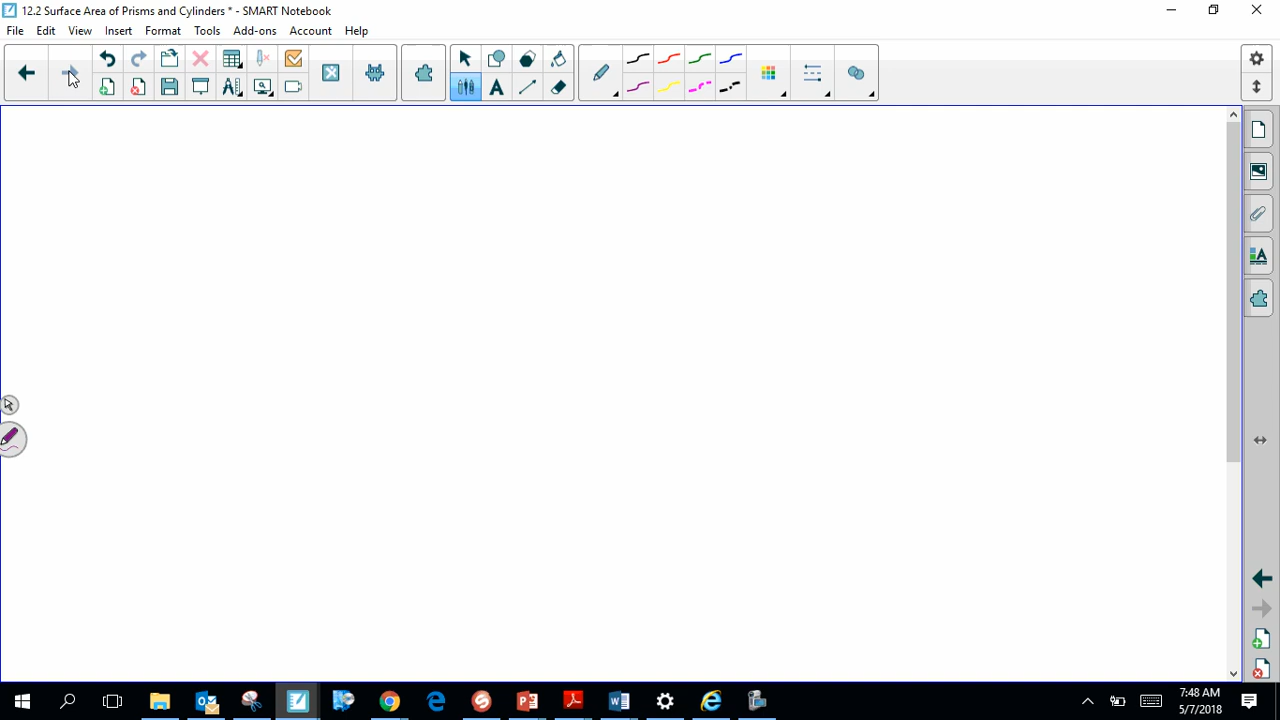 12.2 Surface Area of Prisms and Cylinders * - SMART Notebook
File Edit View Insert Format Tools Add-ons Account Help
7:48 AM
5/7/2018